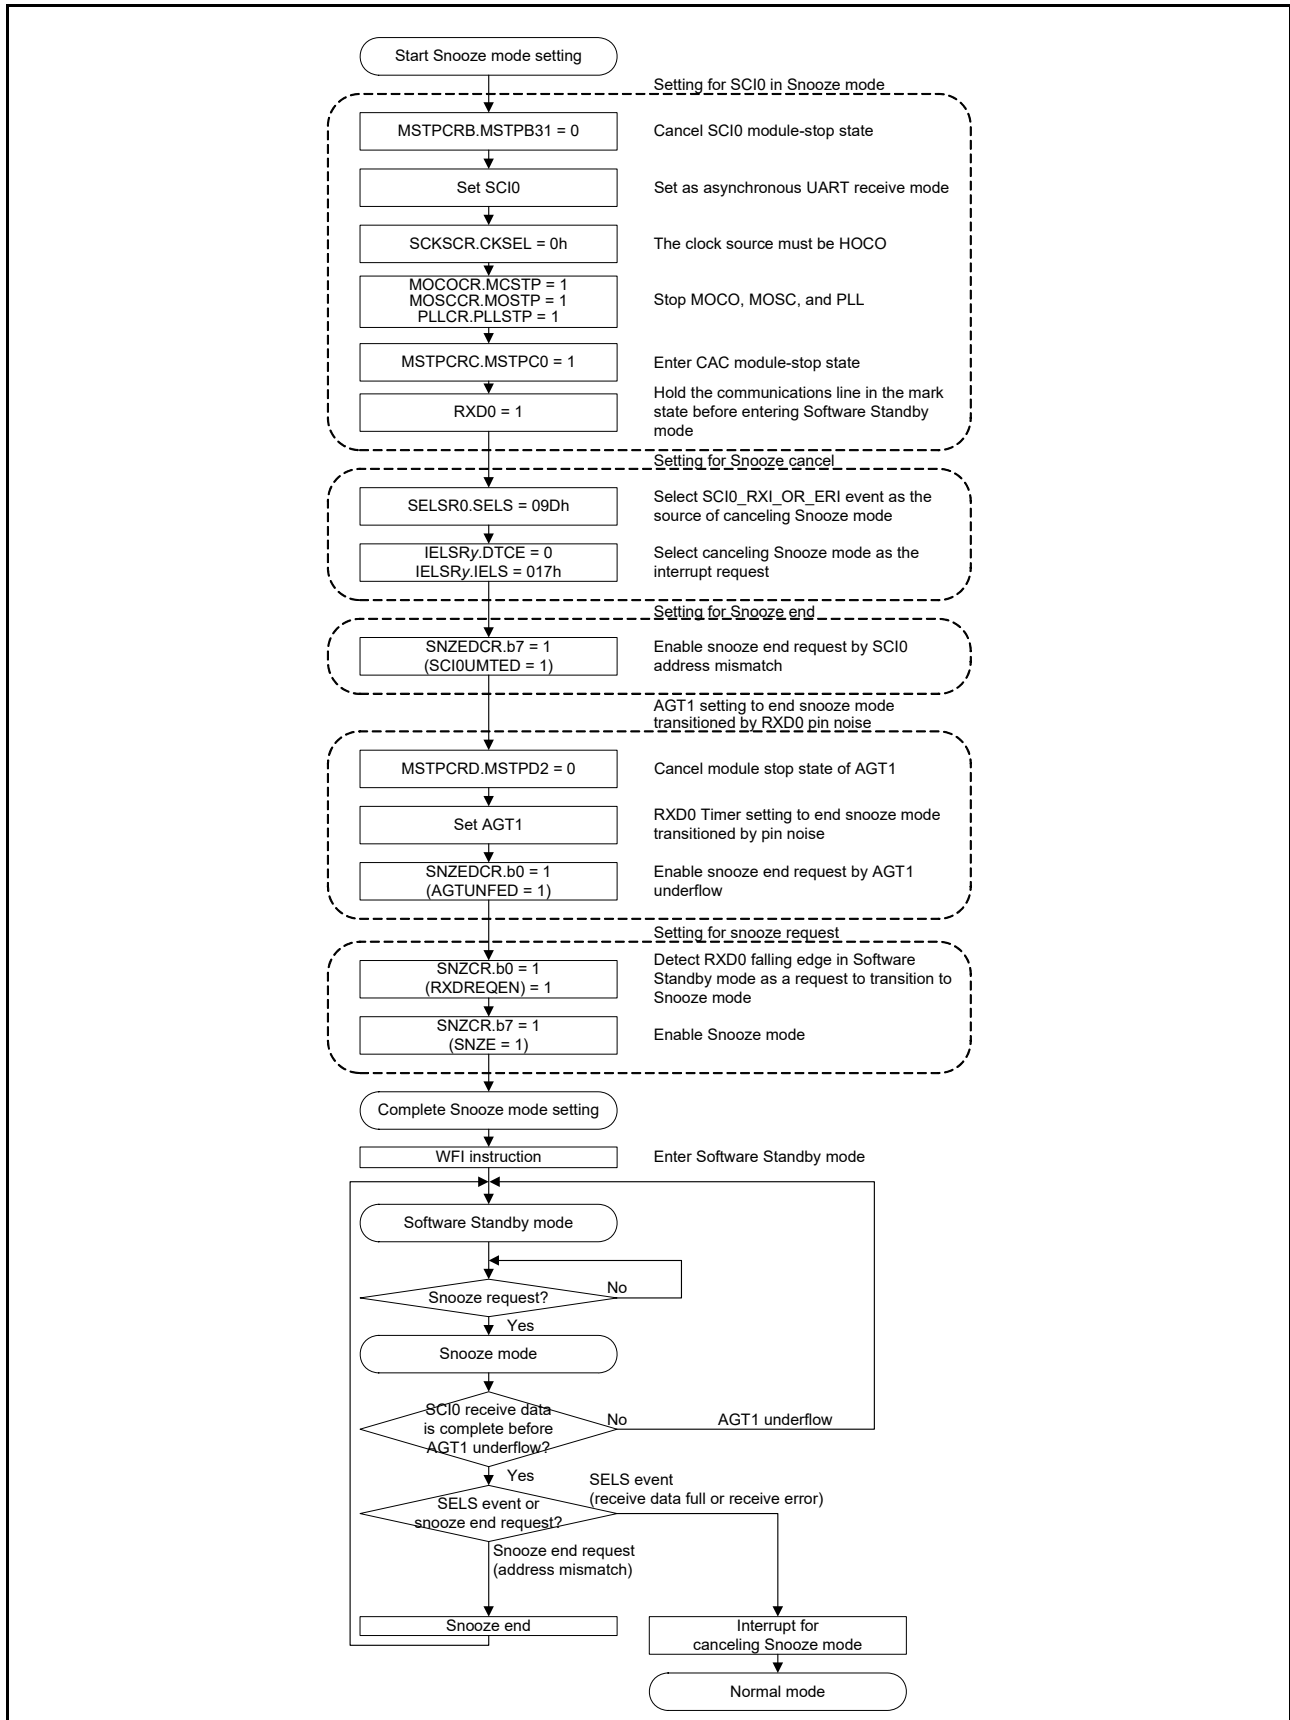 Start Snooze mode setting
Setting for SCI0 in Snooze mode
MSTPCRB.MSTPB31 = 0
Cancel SCI0 module-stop state
Set SCI0
Set as asynchronous UART receive mode
SCKSCR.CKSEL = 0h
The clock source must be HOCO
MOCOCR.MCSTP = 1
MOSCCR.MOSTP = 1
PLLCR.PLLSTP = 1
Stop MOCO, MOSC, and PLL
MSTPCRC.MSTPC0 = 1
Enter CAC module-stop state
RXD0 = 1
Hold the communications line in the mark
state before entering Software Standby
mode
Setting for Snooze cancel
SELSR0.SELS = 09Dh
Select SCI0_RXI_OR_ERI event as the
source of canceling Snooze mode
IELSRy.DTCE = 0
IELSRy.IELS = 017h
Select canceling Snooze mode as the
interrupt request
Setting for Snooze end
SNZEDCR.b7 = 1
(SCI0UMTED = 1)
Enable snooze end request by SCI0
address mismatch
AGT1 setting to end snooze mode
transitioned by RXD0 pin noise
MSTPCRD.MSTPD2 = 0
Cancel module stop state of AGT1
Set AGT1
RXD0 Timer setting to end snooze mode
transitioned by pin noise
SNZEDCR.b0 = 1
(AGTUNFED = 1)
Enable snooze end request by AGT1
underflow
Setting for snooze request
SNZCR.b0 = 1
(RXDREQEN) = 1
Detect RXD0 falling edge in Software
Standby mode as a request to transition to
Snooze mode
SNZCR.b7 = 1
(SNZE = 1)
Enable Snooze mode
Complete Snooze mode setting
WFI instruction
Enter Software Standby mode
Software Standby mode
Snooze request?
No
Yes
Snooze mode
SCI0 receive data
is complete before
AGT1 underflow?
No
AGT1 underflow
Yes
SELS event
(receive data full or receive error)
SELS event or
snooze end request?
Snooze end request
(address mismatch)
Snooze end
Interrupt for
canceling Snooze mode
Normal mode